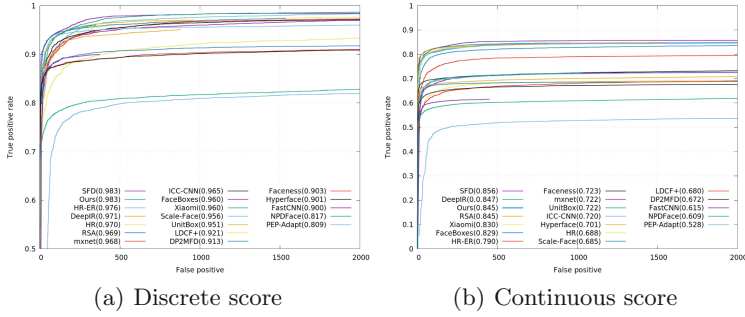 1
0.9
0.8
0.7
0.6
0.5
True positive rate
0 500 1000 1500 2000
False positive
SFD(0.983)
Ours(0.983)
HR-ER(0.976)
DeepIR(0.971)
HR(0.970)
RSA(0.969)
mxnet(0.968)
ICC-CNN(0.965)
FaceBoxes(0.960)
Xiaomi(0.960)
Scale-Face(0.956)
UnitBox(0.951)
LDCF+(0.921)
DP2MFD(0.913)
Faceness(0.903)
Hyperface(0.901)
FastCNN(0.900)
NPDFace(0.817)
PEP-Adapt(0.809)
(a) Discrete score
1
0.9
0.8
0.7
0.6
0.5
0.4
0.3
0.2
0.1
0
True positive rate
0 500 1000 1500 2000
False positive
SFD(0.856)
DeepIR(0.0.847)
Ours(0.845)
RSA(0.845)
Xiaomi(0.830)
FaceBoxes(0.829)
HR-ER(0.790)
Faceness(0.723)
mxnet(0.722)
UnitBox(0.722)
ICC-CNN(0.720)
Hyperface(0.701)
HR(0.688)
Scale-Face(0.685)
LDCF+(0.680)
DP2MFD(0.672)
FastCNN(0.615)
NPDFace(0.609)
PEP-Adapt(0.528)
(b) Continuous score